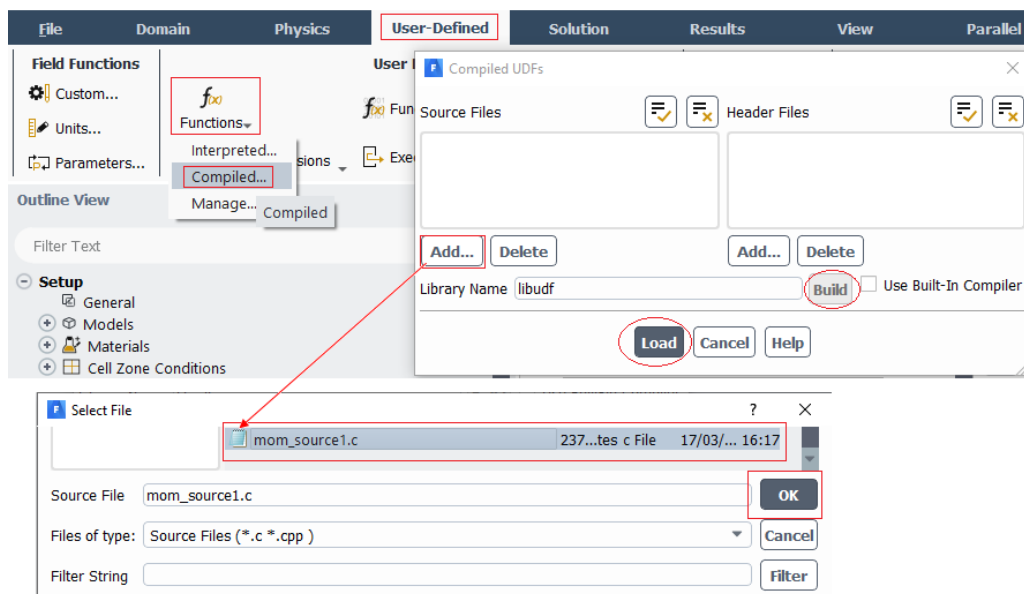 File Domain Physics User-Defined Solution Results View Parallel
Field Functions
Custom...
Units...
Parameters...
f(x)
Functions
Interpreted...
Compiled...
Manage...
Compiled
User
f(x)
sions
Outline View
Filter Text
Setup
General
Models
Materials
Cell Zone Conditions
Compiled UDFs
Source Files
Header Files
Add... Delete
Add... Delete
Library Name libudf Build Use Built-In Compiler
Load Cancel Help
Select File
?
mom_source1.c 237...tes c File 17/03/... 16:17
Source File mom_source1.c OK
Files of type: Source Files (*.c *.cpp ) Cancel
Filter String Filter